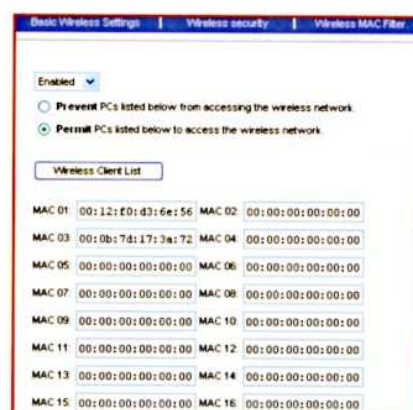 Basic Wireless Settings | Wireless security | Wireless MAC Filter
Enabled
Prevent PCs listed below from accessing the wireless network.
Permit PCs listed below to access the wireless network.
Wireless Client List
MAC 01: 00:12:f0:d3:6e:56 MAC 02: 00:00:00:00:00:00
MAC 03: 00:0b:7d:17:3a:72 MAC 04: 00:00:00:00:00:00
MAC 05: 00:00:00:00:00:00 MAC 06: 00:00:00:00:00:00
MAC 07: 00:00:00:00:00:00 MAC 08: 00:00:00:00:00:00
MAC 09: 00:00:00:00:00:00 MAC 10: 00:00:00:00:00:00
MAC 11: 00:00:00:00:00:00 MAC 12: 00:00:00:00:00:00
MAC 13: 00:00:00:00:00:00 MAC 14: 00:00:00:00:00:00
MAC 15: 00:00:00:00:00:00 MAC 16: 00:00:00:00:00:00